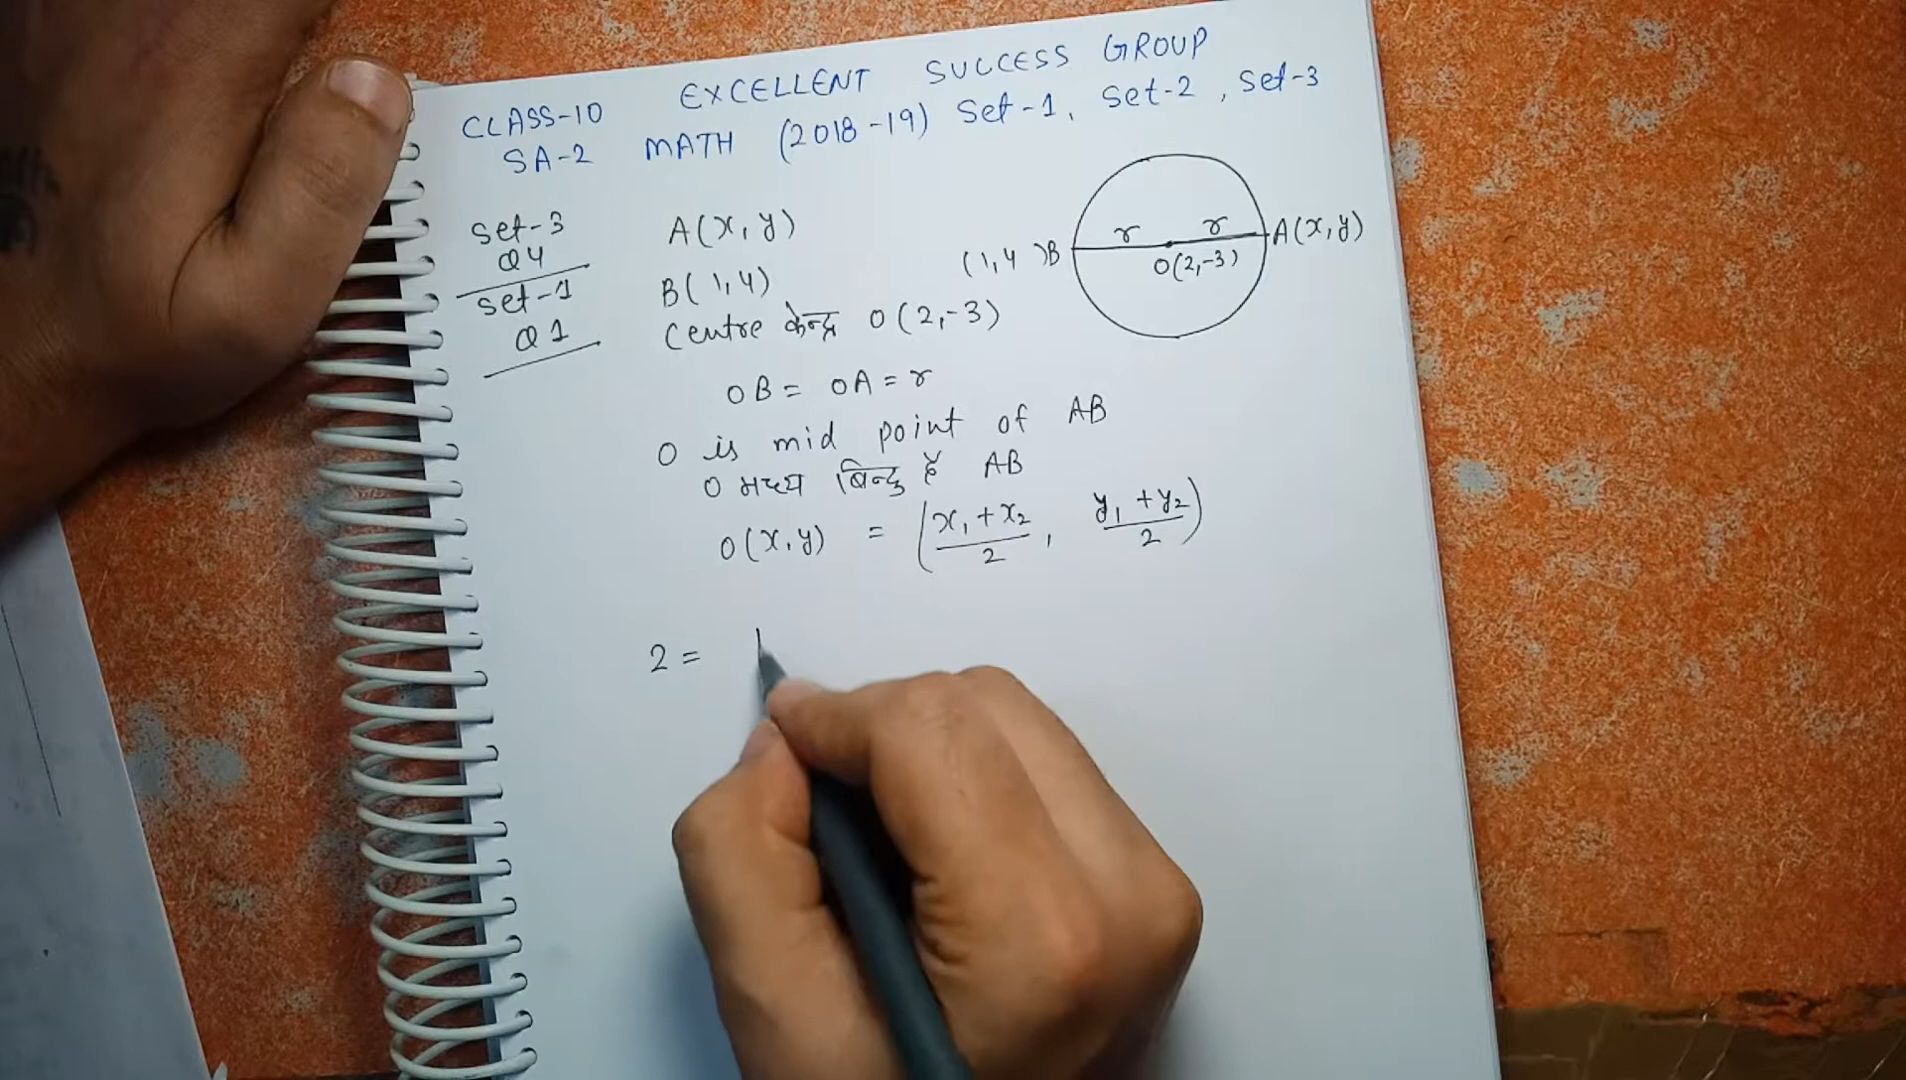 EXCELLENT SUCCESS GROUP
CLASS-10
SA-2 MATH (2018-19) Set-1, Set-2, Set-3
Set-3
Q4
Set-1
Q1
A(x, y)
B(1,4)
Centre केन्द्र O(2,-3)
(1,4)B
r r
O(2,-3)
A(x, y)
OB = OA = r
O is mid point of AB
O मध्य बिन्दु है AB
O(x, y) = (x₁+x₂/2, y₁+y₂/2)
2 =